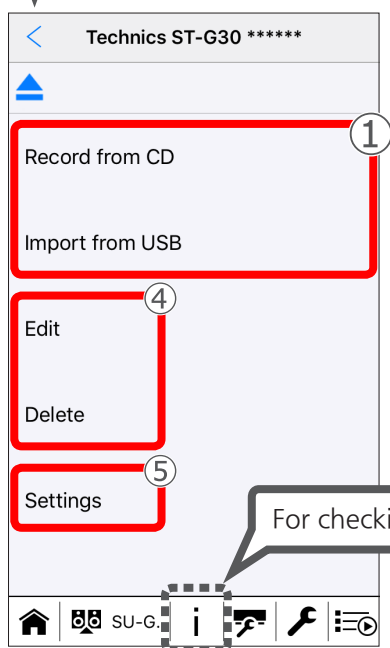 Technics ST-G30 ******
①
Record from CD
Import from USB
④
Edit
Delete
⑤
Settings
For checki
SU-G.
i